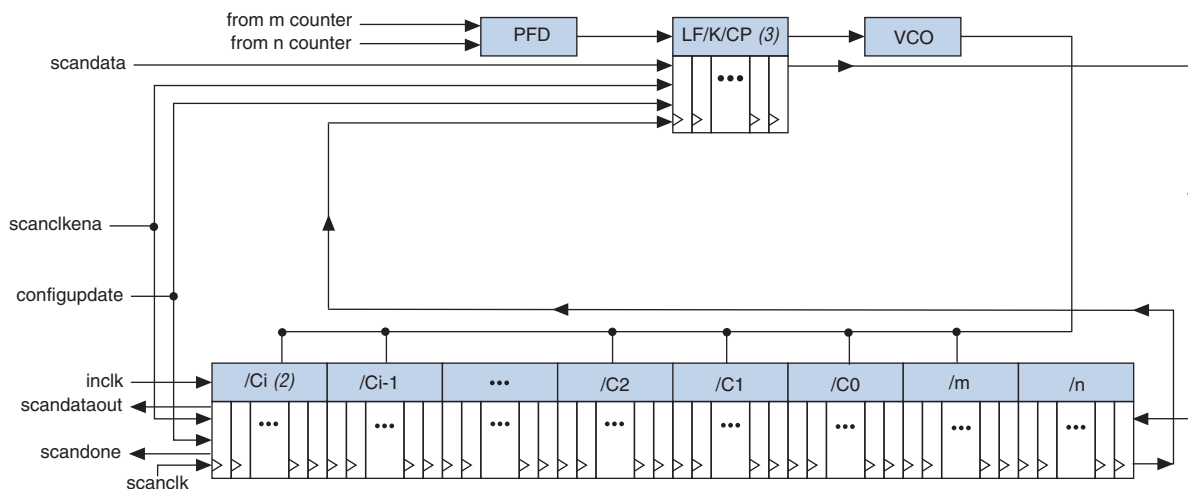 from m counter
from n counter
PFD
LF/K/CP (3)
VCO
scandata
scanclkena
configupdate
inclk
scandataout
scandone
scanclk
/Ci (2)
/Ci-1
•••
/C2
/C1
/C0
/m
/n